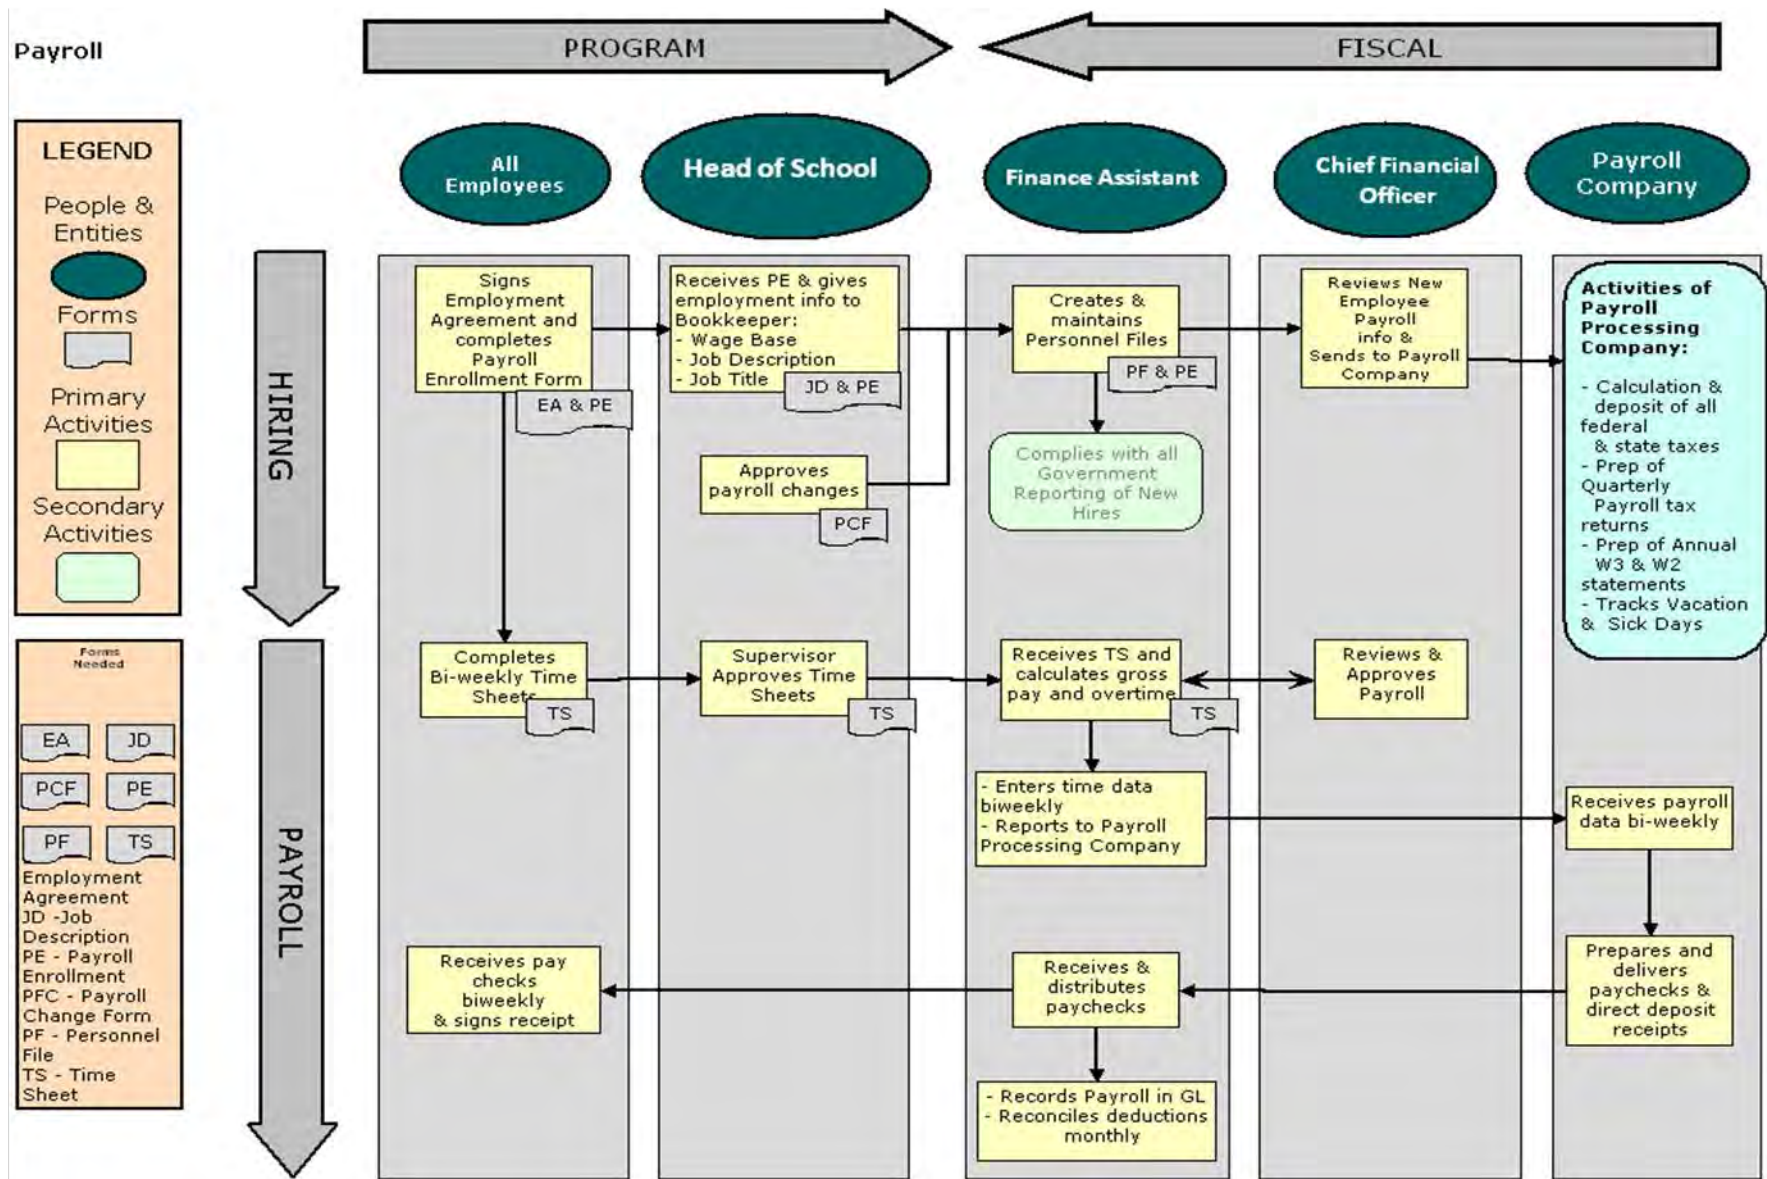 Payroll
PROGRAM
FISCAL
LEGEND
People &
Entities
Forms
Primary
Activities
Secondary
Activities
Forms
Needed
EA
JD
PCF
PE
PF
TS
Employment
Agreement
JD -Job
Description
PE - Payroll
Enrollment
PFC - Payroll
Change Form
PF - Personnel
File
TS - Time
Sheet
HIRING
PAYROLL
All
Employees
Head of School
Finance Assistant
Chief Financial
Officer
Payroll
Company
Signs
Employment
Agreement and
completes
Payroll
Enrollment Form
EA & PE
Receives PE & gives
employment info to
Bookkeeper:
- Wage Base
- Job Description
- Job Title
JD & PE
Approves
payroll changes
PCF
Creates &
maintains
Personnel Files
PF & PE
Complies with all
Government
Reporting of New
Hires
Reviews New
Employee
Payroll
info &
Sends to Payroll
Company
Activities of
Payroll
Processing
Company:
- Calculation &
deposit of all
federal
& state taxes
- Prep of
Quarterly
Payroll tax
returns
- Prep of Annual
W3 & W2
statements
- Tracks Vacation
& Sick Days
Completes
Bi-weekly Time
Sheets
TS
Supervisor
Approves Time
Sheets
TS
Receives TS and
calculates gross
pay and overtime
TS
Reviews &
Approves
Payroll
- Enters time data
biweekly
- Reports to Payroll
Processing Company
Receives payroll
data bi-weekly
Receives pay
checks
biweekly
& signs receipt
Receives &
distributes
paychecks
Prepares and
delivers
paychecks &
direct deposit
receipts
- Records Payroll in GL
- Reconciles deductions
monthly